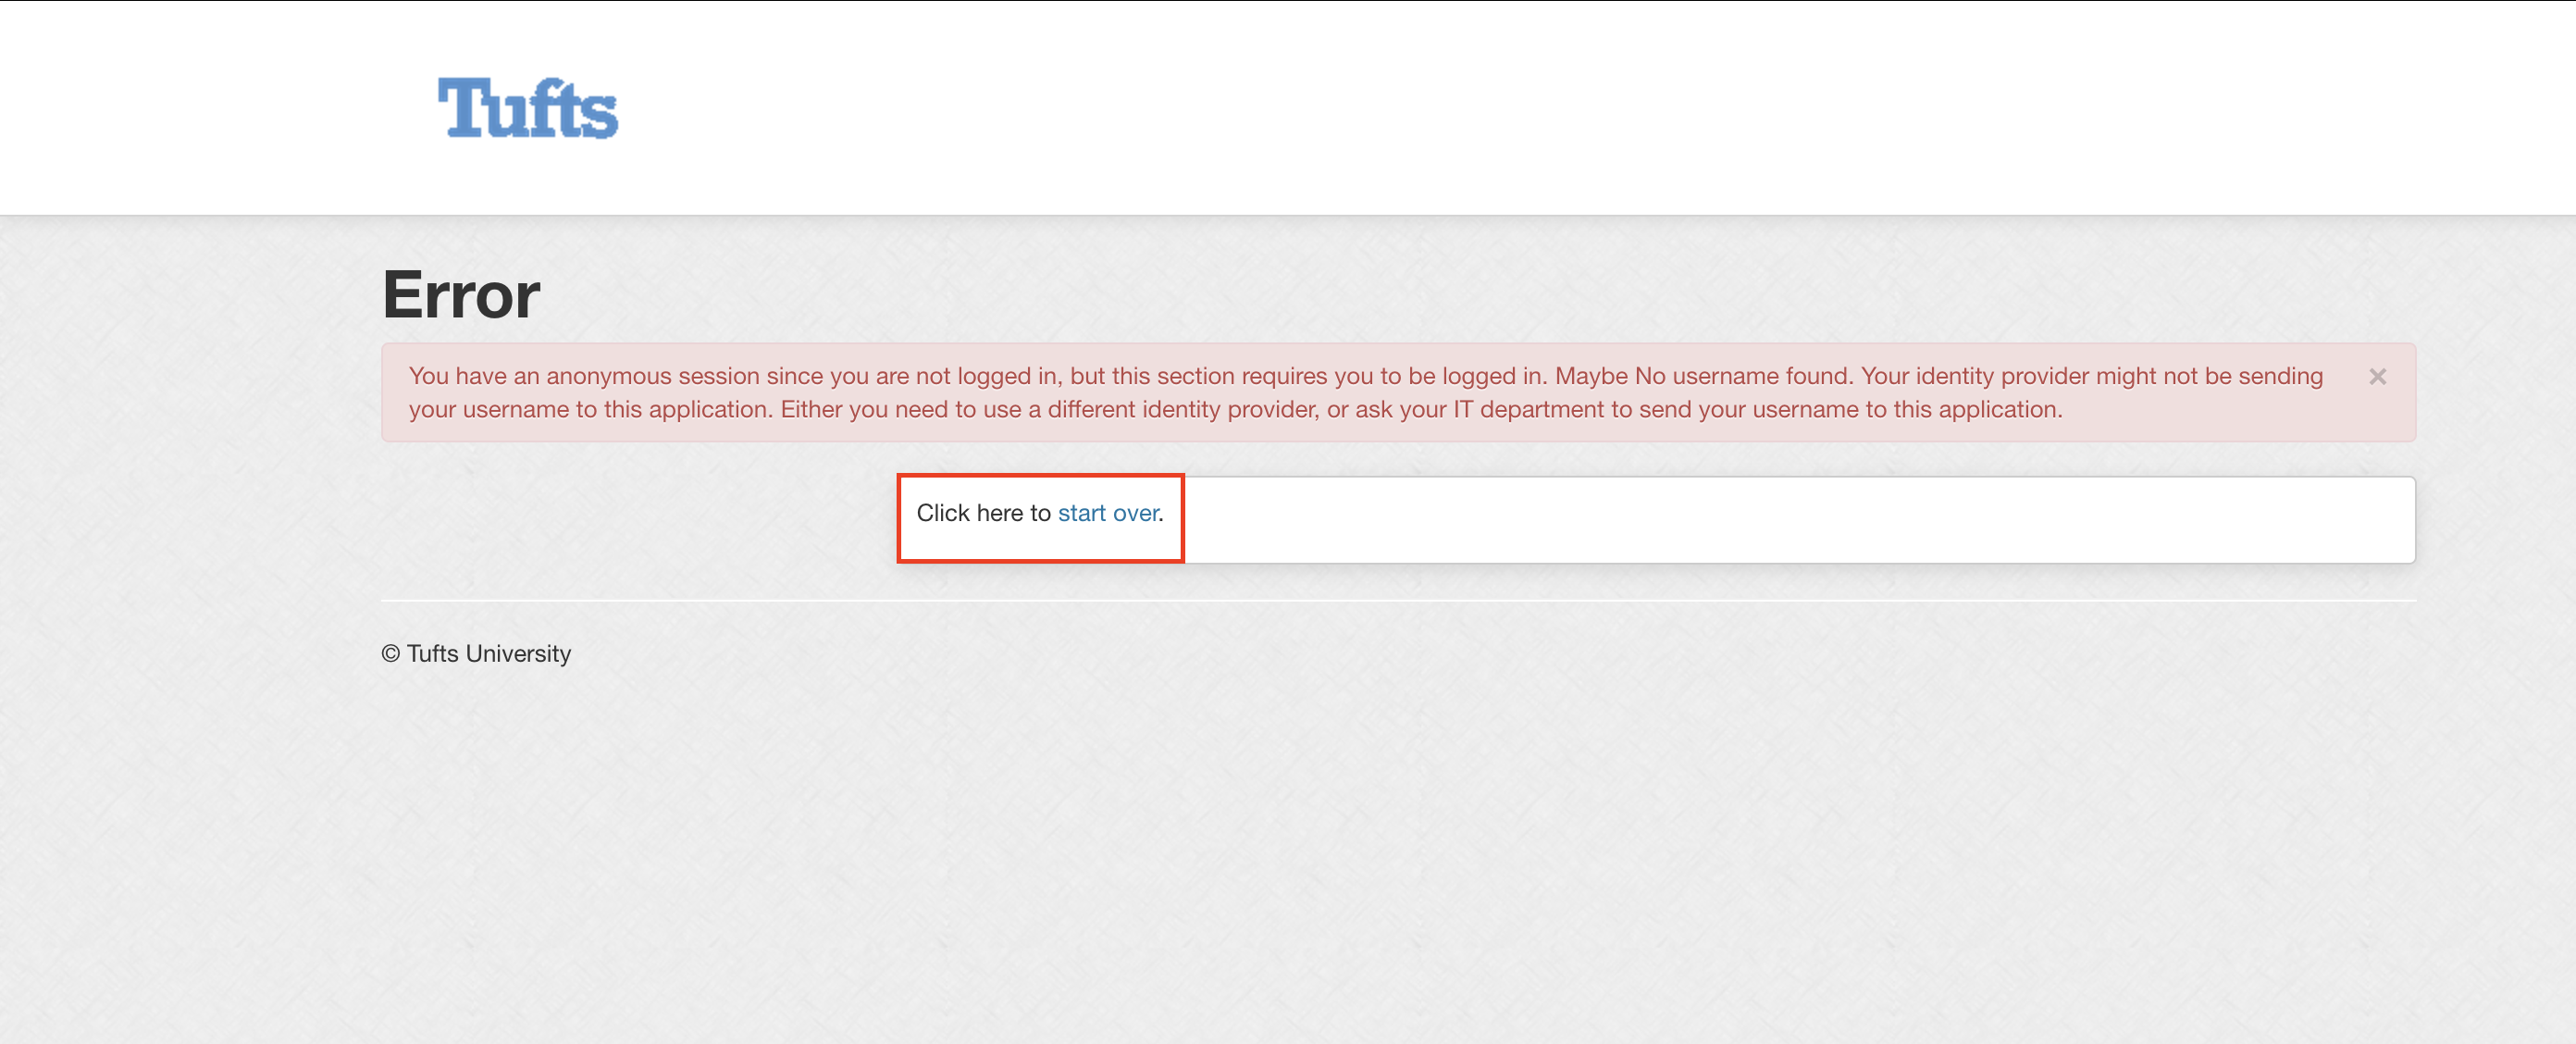 Tufts
Error
You have an anonymous session since you are not logged in, but this section requires you to be logged in. Maybe No username found. Your identity provider might not be sending
your username to this application. Either you need to use a different identity provider, or ask your IT department to send your username to this application.
×
Click here to start over.
© Tufts University